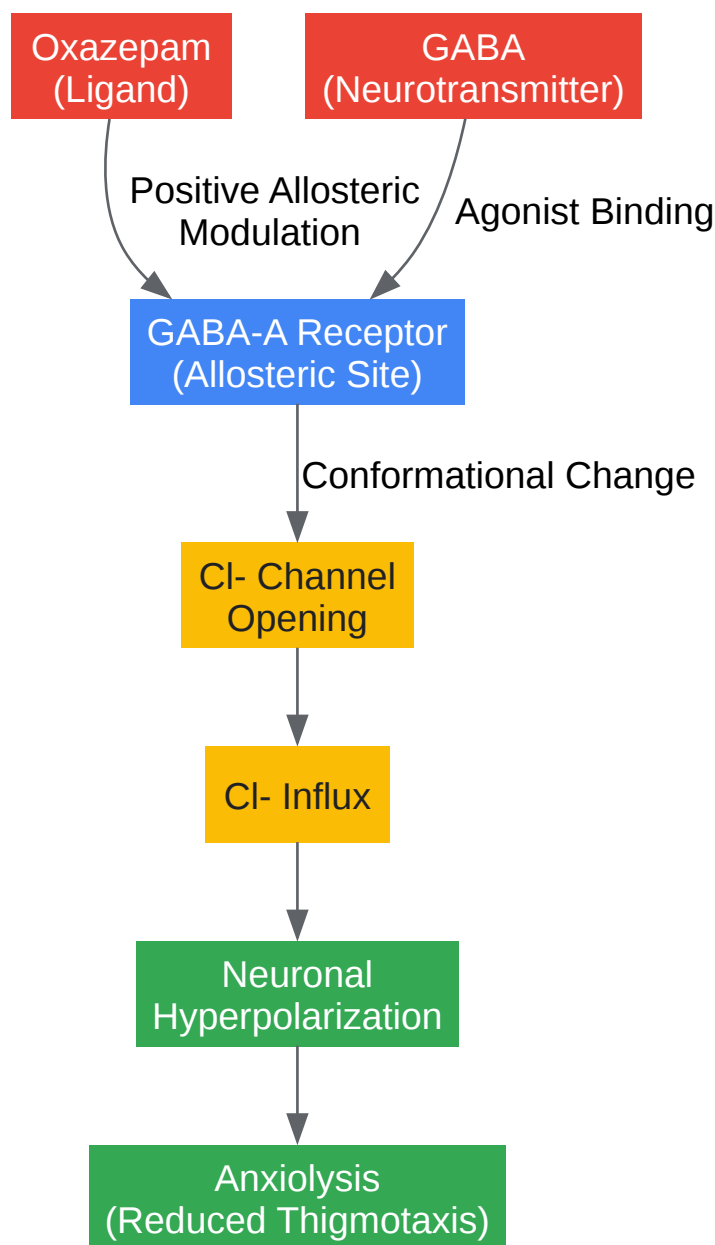 Oxazepam
(Ligand)
GABA
(Neurotransmitter)
Positive Allosteric
Modulation
Agonist Binding
GABA-A Receptor
(Allosteric Site)
Conformational Change
Cl- Channel
Opening
Cl- Influx
Neuronal
Hyperpolarization
Anxiolysis
(Reduced Thigmotaxis)